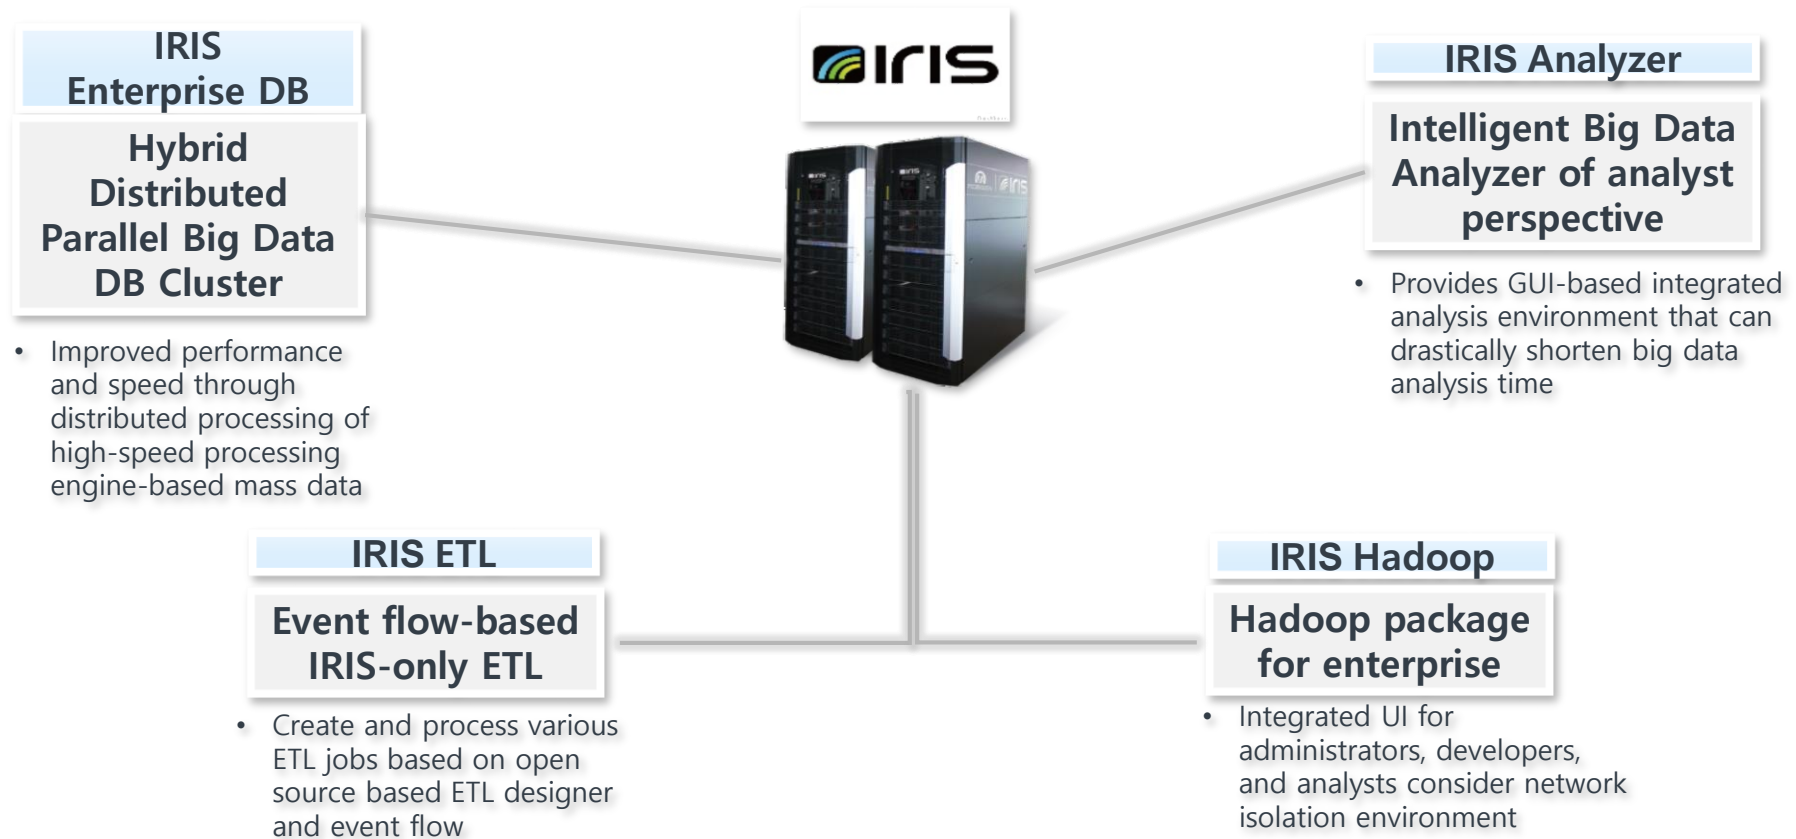 IRIS
Enterprise DB
Hybrid
Distributed
Parallel Big Data
DB Cluster
• Improved performance
and speed through
distributed processing of
high-speed processing
engine-based mass data
IRIS
IRIS
IRIS
IRIS Analyzer
Intelligent Big Data
Analyzer of analyst
perspective
• Provides GUI-based integrated
analysis environment that can
drastically shorten big data
analysis time
IRIS ETL
Event flow-based
IRIS-only ETL
• Create and process various
ETL jobs based on open
source based ETL designer
and event flow
IRIS Hadoop
Hadoop package
for enterprise
• Integrated UI for
administrators, developers,
and analysts consider network
isolation environment